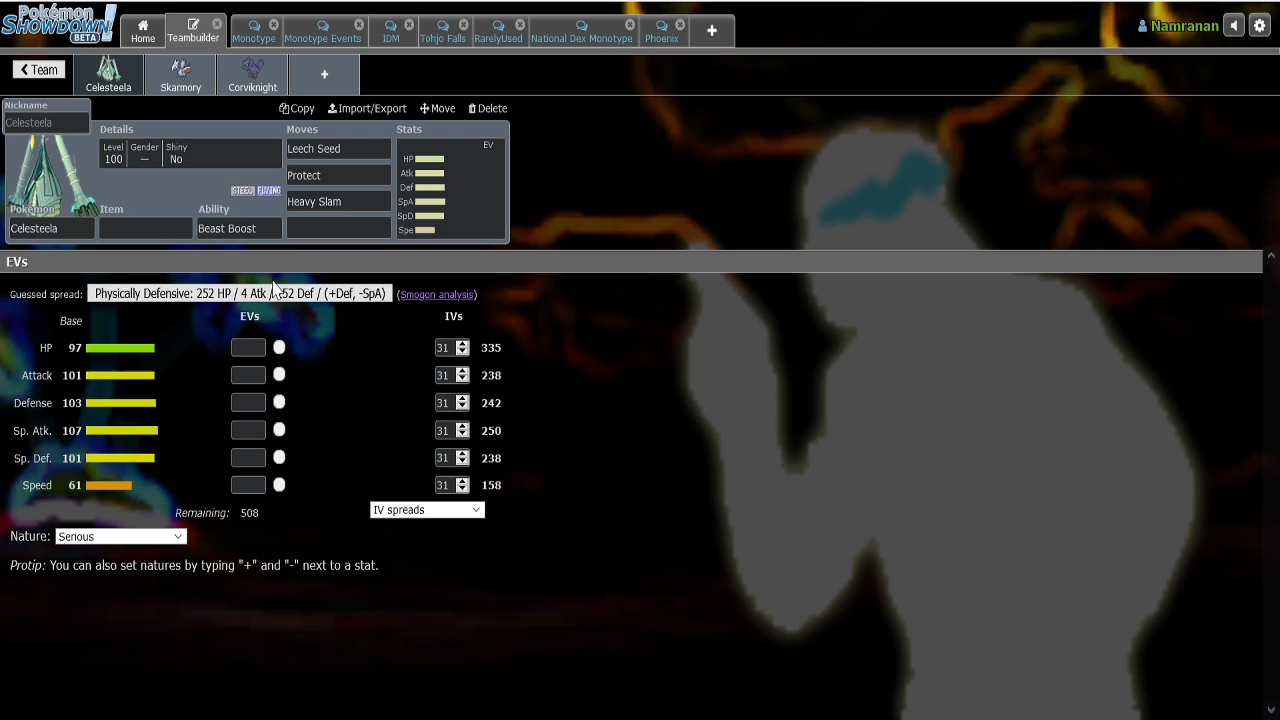 Pokémon
SHOWDOWN!
BETA
Home
Teambuilder
Monotype
Monotype Events
IDM
Tohjo Falls
RarelyUsed
National Dex Monotype
Phoenix
+
Namranan
< Team
Celesteela
Skarmory
Corviknight
+
Nickname
Celesteela
Copy
Import/Export
Move
Delete
Details
Moves
Stats
Level
100
Gender
—
Shiny
No
Leech Seed
Protect
Heavy Slam
EV
HP
Atk
Def
SpA
SpD
Spe
STEEL FLYING
Pokémon
Celesteela
Item
Ability
Beast Boost
EVs
Guessed spread: Physically Defensive: 252 HP / 4 Atk / 252 Def / (+Def, -SpA) (Smogon analysis)
Base EVs IVs
HP 97 31 335
Attack 101 31 238
Defense 103 31 242
Sp. Atk. 107 31 250
Sp. Def. 101 31 238
Speed 61 31 158
Remaining: 508
IV spreads
Nature: Serious
Protip: You can also set natures by typing "+" and "-" next to a stat.